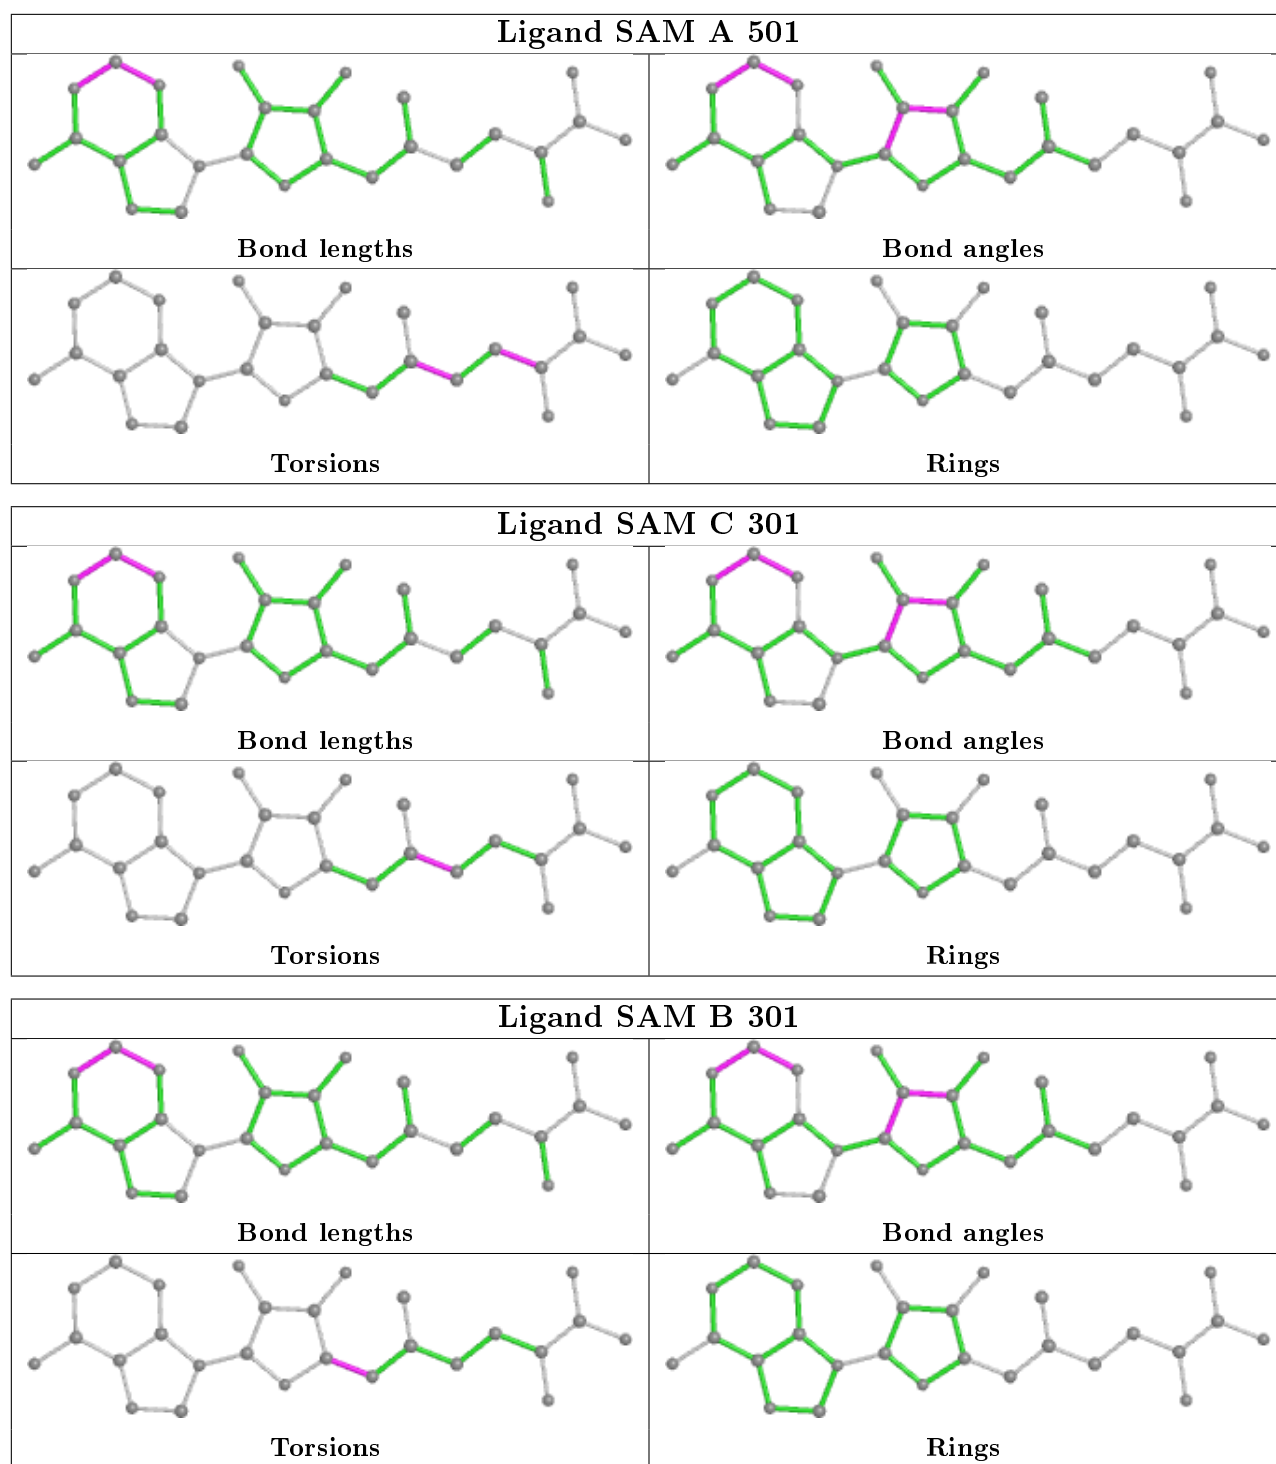 Ligand SAM A 501
Bond lengths
Bond angles
Torsions
Rings
Ligand SAM C 301
Bond lengths
Bond angles
Torsions
Rings
Ligand SAM B 301
Bond lengths
Bond angles
Torsions
Rings